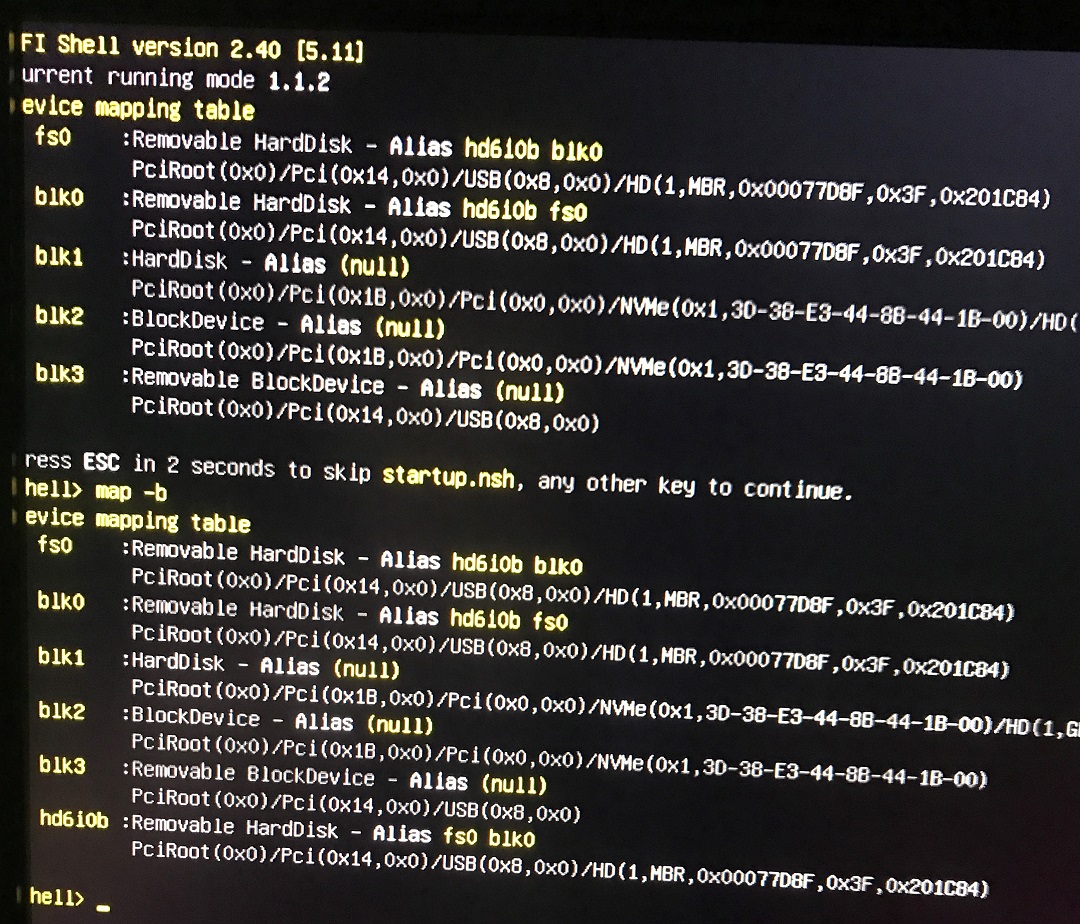 FI Shell version 2.40 [5.11]
urrent running mode 1.1.2
evice mapping table
fs0 :Removable HardDisk - Alias hd6i0b blk0
PciRoot(0x0)/Pci(0x14,0x0)/USB(0x8,0x0)/HD(1,MBR,0x00077D8F,0x3F,0x201C84)
blk0 :Removable HardDisk - Alias hd6i0b fs0
PciRoot(0x0)/Pci(0x14,0x0)/USB(0x8,0x0)/HD(1,MBR,0x00077D8F,0x3F,0x201C84)
blk1 :HardDisk - Alias (null)
PciRoot(0x0)/Pci(0x1B,0x0)/Pci(0x0,0x0)/NVMe(0x1,3D-38-E3-44-8B-44-1B-00)/HD(
blk2 :BlockDevice - Alias (null)
PciRoot(0x0)/Pci(0x1B,0x0)/Pci(0x0,0x0)/NVMe(0x1,3D-38-E3-44-8B-44-1B-00)
blk3 :Removable BlockDevice - Alias (null)
PciRoot(0x0)/Pci(0x14,0x0)/USB(0x8,0x0)
ress ESC in 2 seconds to skip startup.nsh, any other key to continue.
hell> map -b
evice mapping table
fs0 :Removable HardDisk - Alias hd6i0b blk0
PciRoot(0x0)/Pci(0x14,0x0)/USB(0x8,0x0)/HD(1,MBR,0x00077D8F,0x3F,0x201C84)
blk0 :Removable HardDisk - Alias hd6i0b fs0
PciRoot(0x0)/Pci(0x14,0x0)/USB(0x8,0x0)/HD(1,MBR,0x00077D8F,0x3F,0x201C84)
blk1 :HardDisk - Alias (null)
PciRoot(0x0)/Pci(0x1B,0x0)/Pci(0x0,0x0)/NVMe(0x1,3D-38-E3-44-8B-44-1B-00)/HD(1,G
blk2 :BlockDevice - Alias (null)
PciRoot(0x0)/Pci(0x1B,0x0)/Pci(0x0,0x0)/NVMe(0x1,3D-38-E3-44-8B-44-1B-00)
blk3 :Removable BlockDevice - Alias (null)
PciRoot(0x0)/Pci(0x14,0x0)/USB(0x8,0x0)
hd6i0b :Removable HardDisk - Alias fs0 blk0
PciRoot(0x0)/Pci(0x14,0x0)/USB(0x8,0x0)/HD(1,MBR,0x00077D8F,0x3F,0x201C84)
hell> _